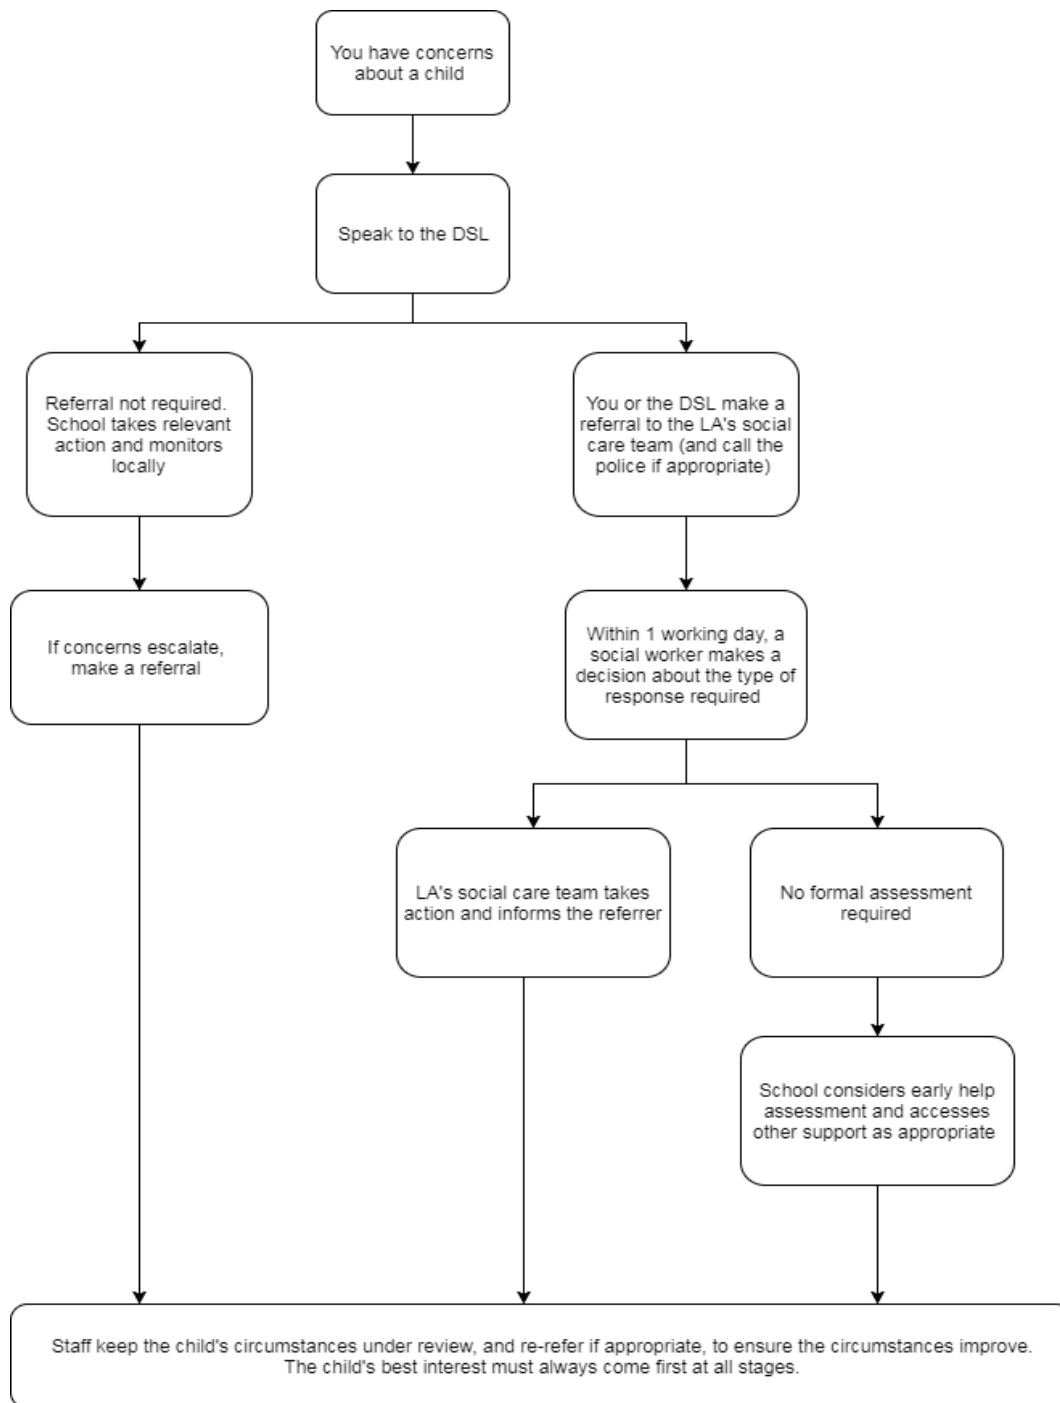 You have concerns
about a child
Speak to the DSL
Referral not required.
School takes relevant
action and monitors
locally
You or the DSL make a
referral to the LA's social
care team (and call the
police if appropriate)
If concerns escalate,
make a referral
Within 1 working day, a
social worker makes a
decision about the type of
response required
LA's social care team takes
action and informs the referrer
No formal assessment
required
School considers early help
assessment and accesses
other support as appropriate
Staff keep the child's circumstances under review, and re-refer if appropriate, to ensure the circumstances improve.
The child's best interest must always come first at all stages.